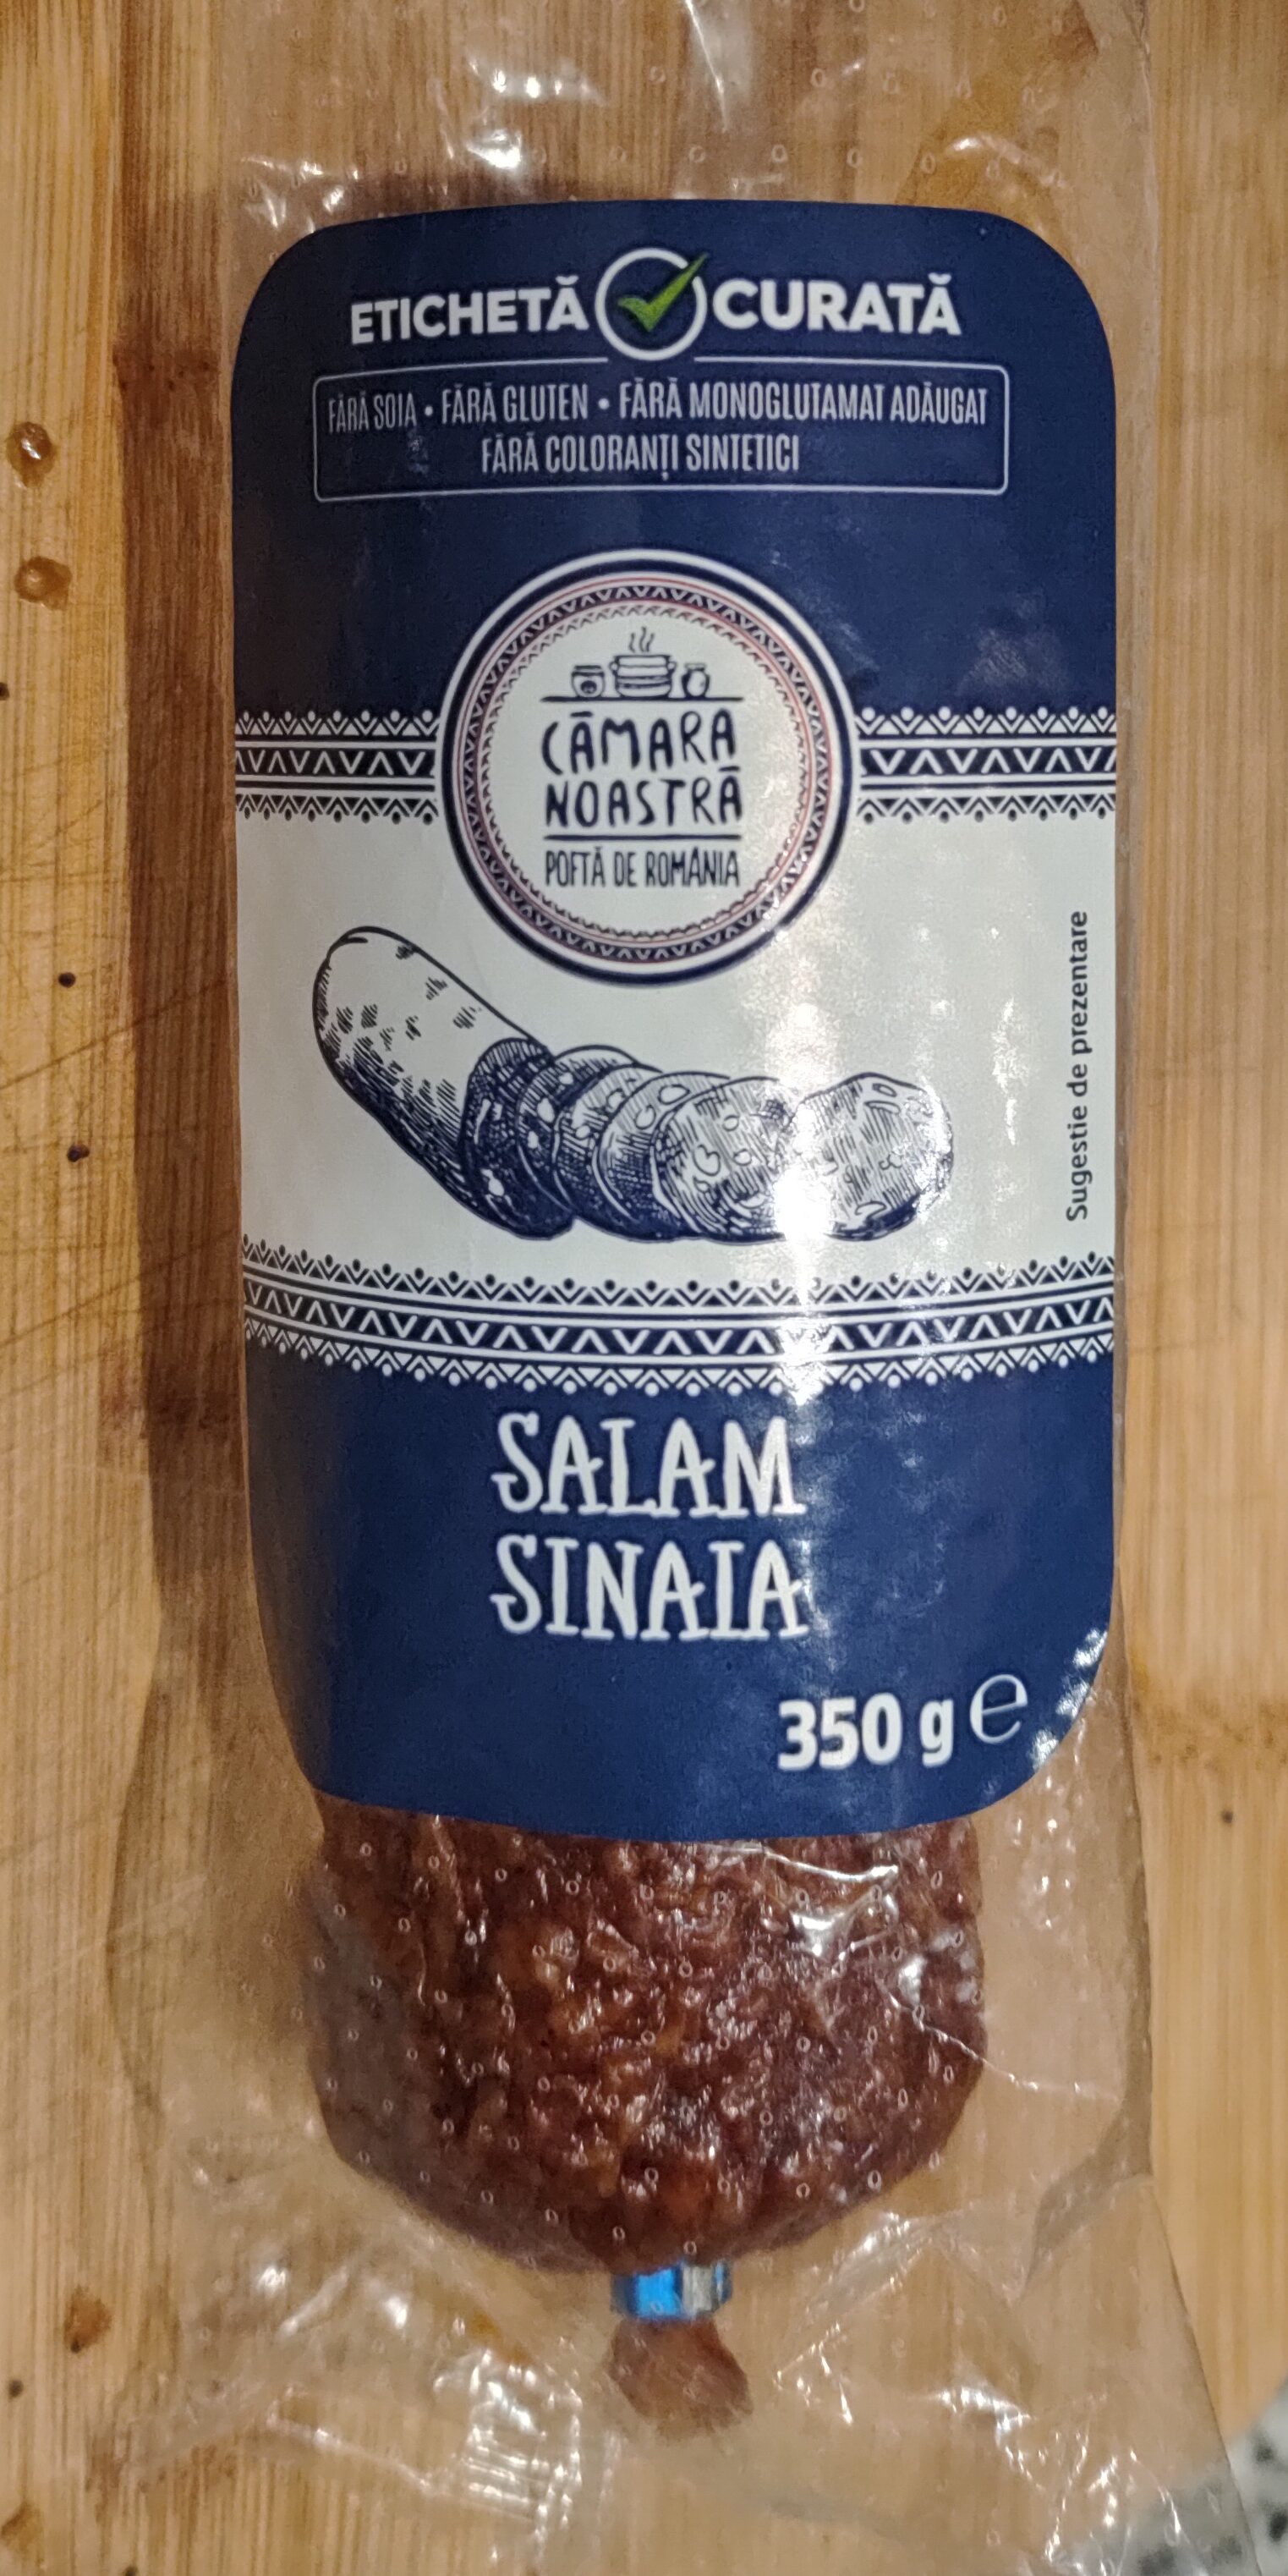 ETICHETĂ CURATĂ
FĂRĂ SOIA • FĂRĂ GLUTEN • FĂRĂ MONOGLUTAMAT ADĂUGAT
FĂRĂ COLORANȚI SINTETICI
CĂMARA
NOASTRĂ
POFTĂ DE ROMÂNIA
Sugestie de prezentare
SALAM
SINAIA
350 g ℮